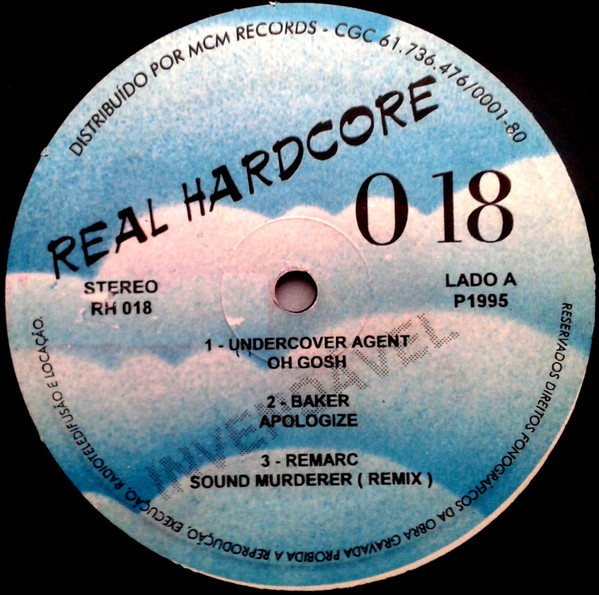 DISTRIBUÍDO POR MCM RECORDS - CGC 61.736.476/0001-80
REAL HARDCORE
018
STEREO
RH 018
LADO A
P1995
1 - UNDERCOVER AGENT
OH GOSH
2 - BAKER
APOLOGIZE
3 - REMARC
SOUND MURDERER ( REMIX )
INVENDÁVEL
RESERVADOS DIREITOS FONOGRÁFICOS DA OBRA GRAVADA PROIBIDA A REPRODUÇÃO, EXECUÇÃO, RADIOTELEDIFUSÃO E LOCAÇÃO.